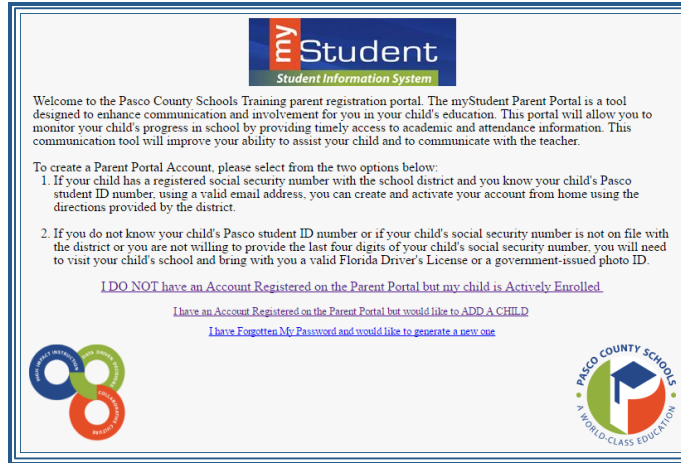 my
Student
Student Information System
Welcome to the Pasco County Schools Training parent registration portal. The myStudent Parent Portal is a tool
designed to enhance communication and involvement for you in your child's education. This portal will allow you to
monitor your child's progress in school by providing timely access to academic and attendance information. This
communication tool will improve your ability to assist your child and to communicate with the teacher.
To create a Parent Portal Account, please select from the two options below:
1. If your child has a registered social security number with the school district and you know your child's Pasco
student ID number, using a valid email address, you can create and activate your account from home using the
directions provided by the district.
2. If you do not know your child's Pasco student ID number or if your child's social security number is not on file with
the district or you are not willing to provide the last four digits of your child's social security number, you will need
to visit your child's school and bring with you a valid Florida Driver's License or a government-issued photo ID.
I DO NOT have an Account Registered on the Parent Portal but my child is Actively Enrolled
I have an Account Registered on the Parent Portal but would like to ADD A CHILD
I have Forgotten My Password and would like to generate a new one
HIGH IMPACT INSTRUCTION
DATA DRIVEN DECISIONS
COLLABORATIVE CULTURE
PASCO COUNTY SCHOOLS
A WORLD-CLASS EDUCATION